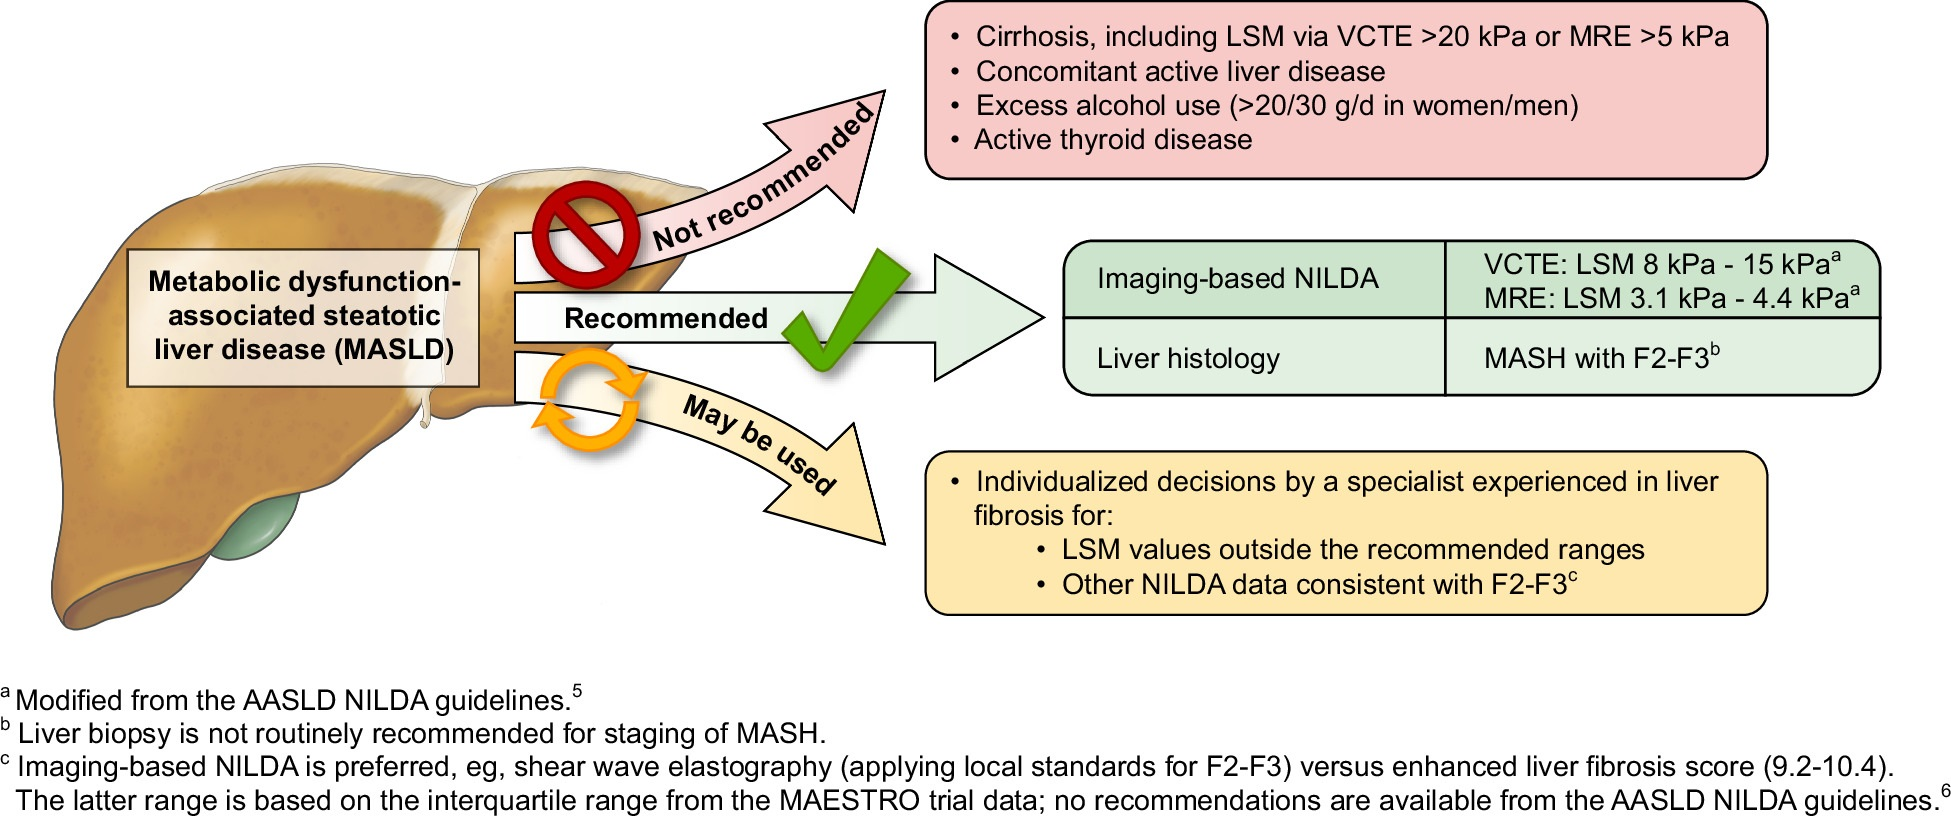 Metabolic dysfunction-
associated steatotic
liver disease (MASLD)
Not recommended
• Cirrhosis, including LSM via VCTE >20 kPa or MRE >5 kPa
• Concomitant active liver disease
• Excess alcohol use (>20/30 g/d in women/men)
• Active thyroid disease
Recommended
Imaging-based NILDA
VCTE: LSM 8 kPa - 15 kPaᵃ
MRE: LSM 3.1 kPa - 4.4 kPaᵃ
Liver histology
MASH with F2-F3ᵇ
May be used
• Individualized decisions by a specialist experienced in liver
fibrosis for:
• LSM values outside the recommended ranges
• Other NILDA data consistent with F2-F3ᶜ
ᵃ Modified from the AASLD NILDA guidelines.⁵
ᵇ Liver biopsy is not routinely recommended for staging of MASH.
ᶜ Imaging-based NILDA is preferred, eg, shear wave elastography (applying local standards for F2-F3) versus enhanced liver fibrosis score (9.2-10.4).
The latter range is based on the interquartile range from the MAESTRO trial data; no recommendations are available from the AASLD NILDA guidelines.⁶